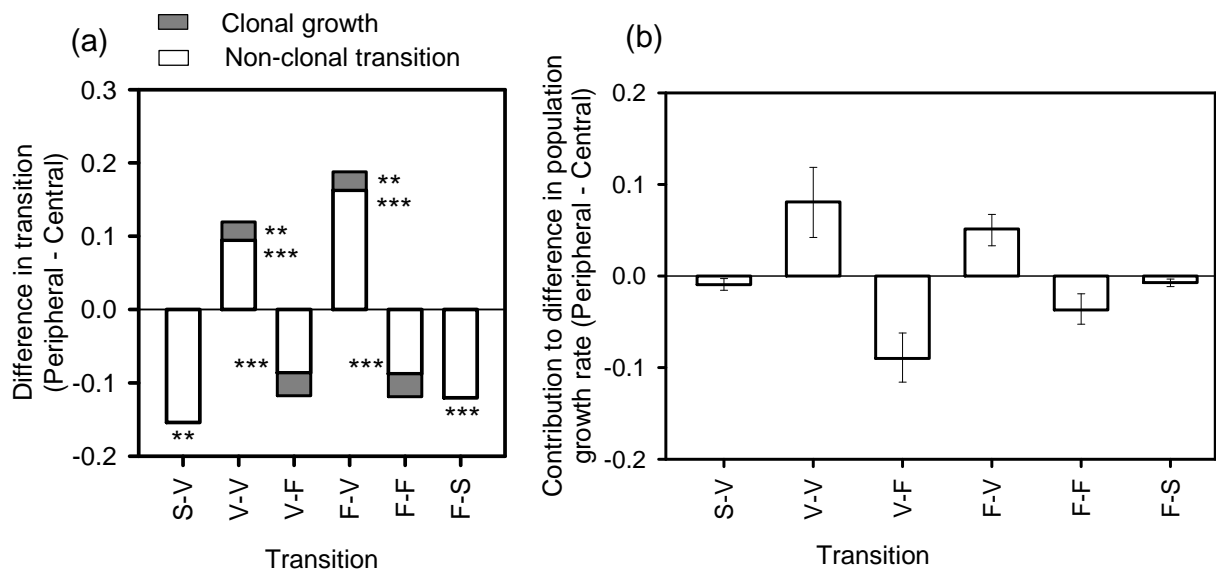 (a)
Clonal growth
Non-clonal transition
Difference in transition
(Peripheral - Central)
0.3
0.2
0.1
0.0
-0.1
-0.2
**
***
**
***
***
***
**
***
S-V
V-V
V-F
F-V
F-F
F-S
Transition
(b)
Contribution to difference in population
growth rate (Peripheral - Central)
0.2
0.1
0.0
-0.1
-0.2
S-V
V-V
V-F
F-V
F-F
F-S
Transition